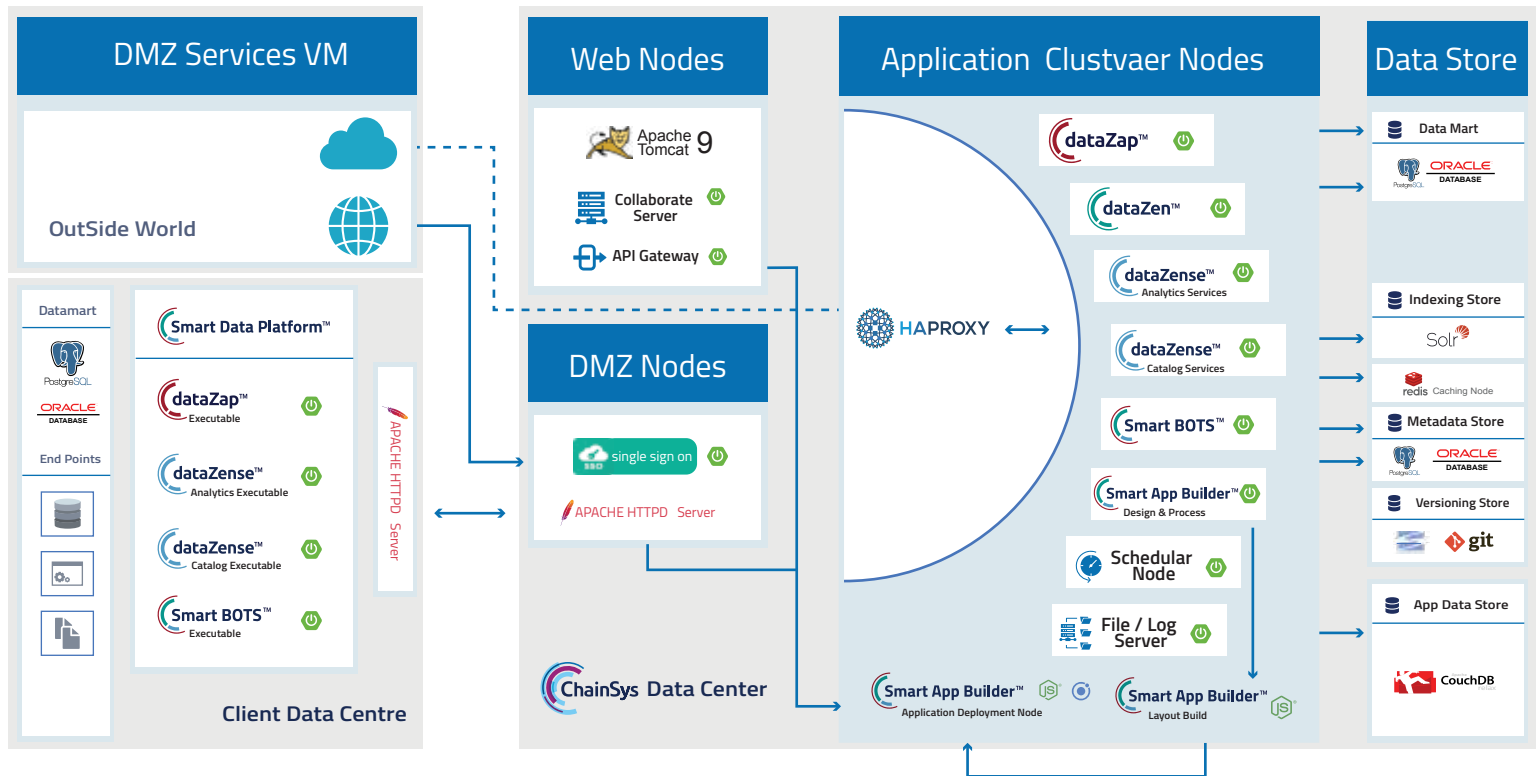 DMZ Services VM
OutSide World
Datamart
PostgreSQL
ORACLE
DATABASE
End Points
Smart Data Platform™
dataZap™
Executable
dataZense™
Analytics Executable
dataZense™
Catalog Executable
Smart BOTS™
Executable
APACHE HTTPD Server
Client Data Centre
Web Nodes
Apache
Tomcat 9
Collaborate
Server
API Gateway
DMZ Nodes
SSO
single sign on
APACHE HTTPD Server
ChainSys Data Center
Application Clustvaer Nodes
HAPROXY
dataZap™
dataZen™
dataZense™
Analytics Services
dataZense™
Catalog Services
Smart BOTS™
Smart App Builder™
Design & Process
Schedular
Node
File / Log
Server
Smart App Builder™
JS
Application Deployment Node
Smart App Builder™
Layout Build
JS
Data Store
Data Mart
PostgreSQL
ORACLE
DATABASE
Indexing Store
Solr
redis Caching Node
Metadata Store
PostgreSQL
ORACLE
DATABASE
Versioning Store
git
App Data Store
CouchDB